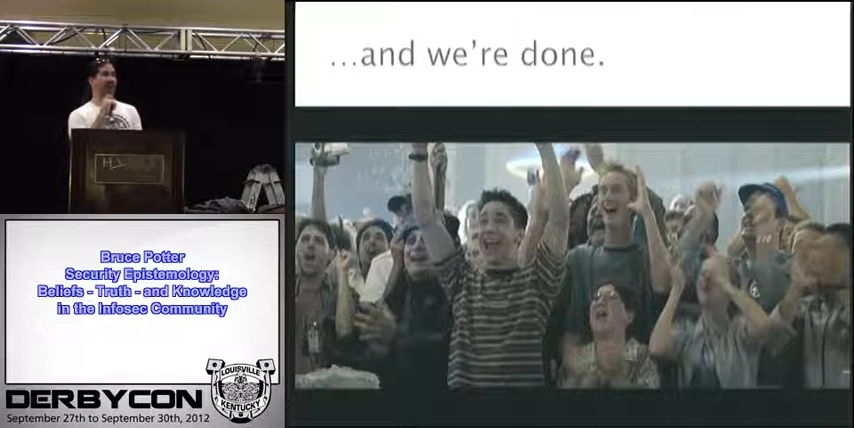 ...and we're done.
Bruce Potter
Security Epistemology:
Beliefs - Truth - and Knowledge
in the Infosec Community
LOUISVILLE
KENTUCKY
DERBYCON
September 27th to September 30th, 2012